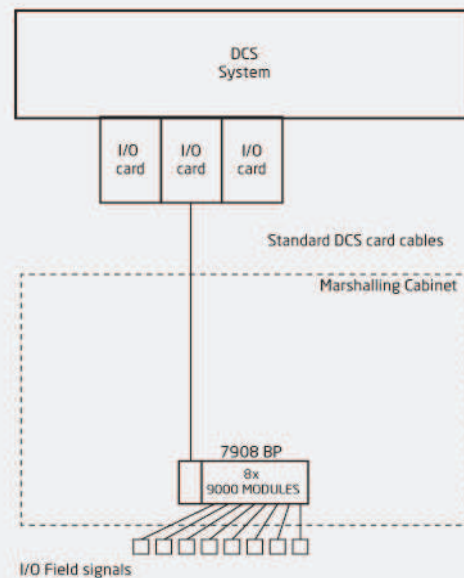 DCS
System
I/O
card
I/O
card
I/O
card
Standard DCS card cables
Marshalling Cabinet
7908 BP
8x
9000 MODULES
I/O Field signals